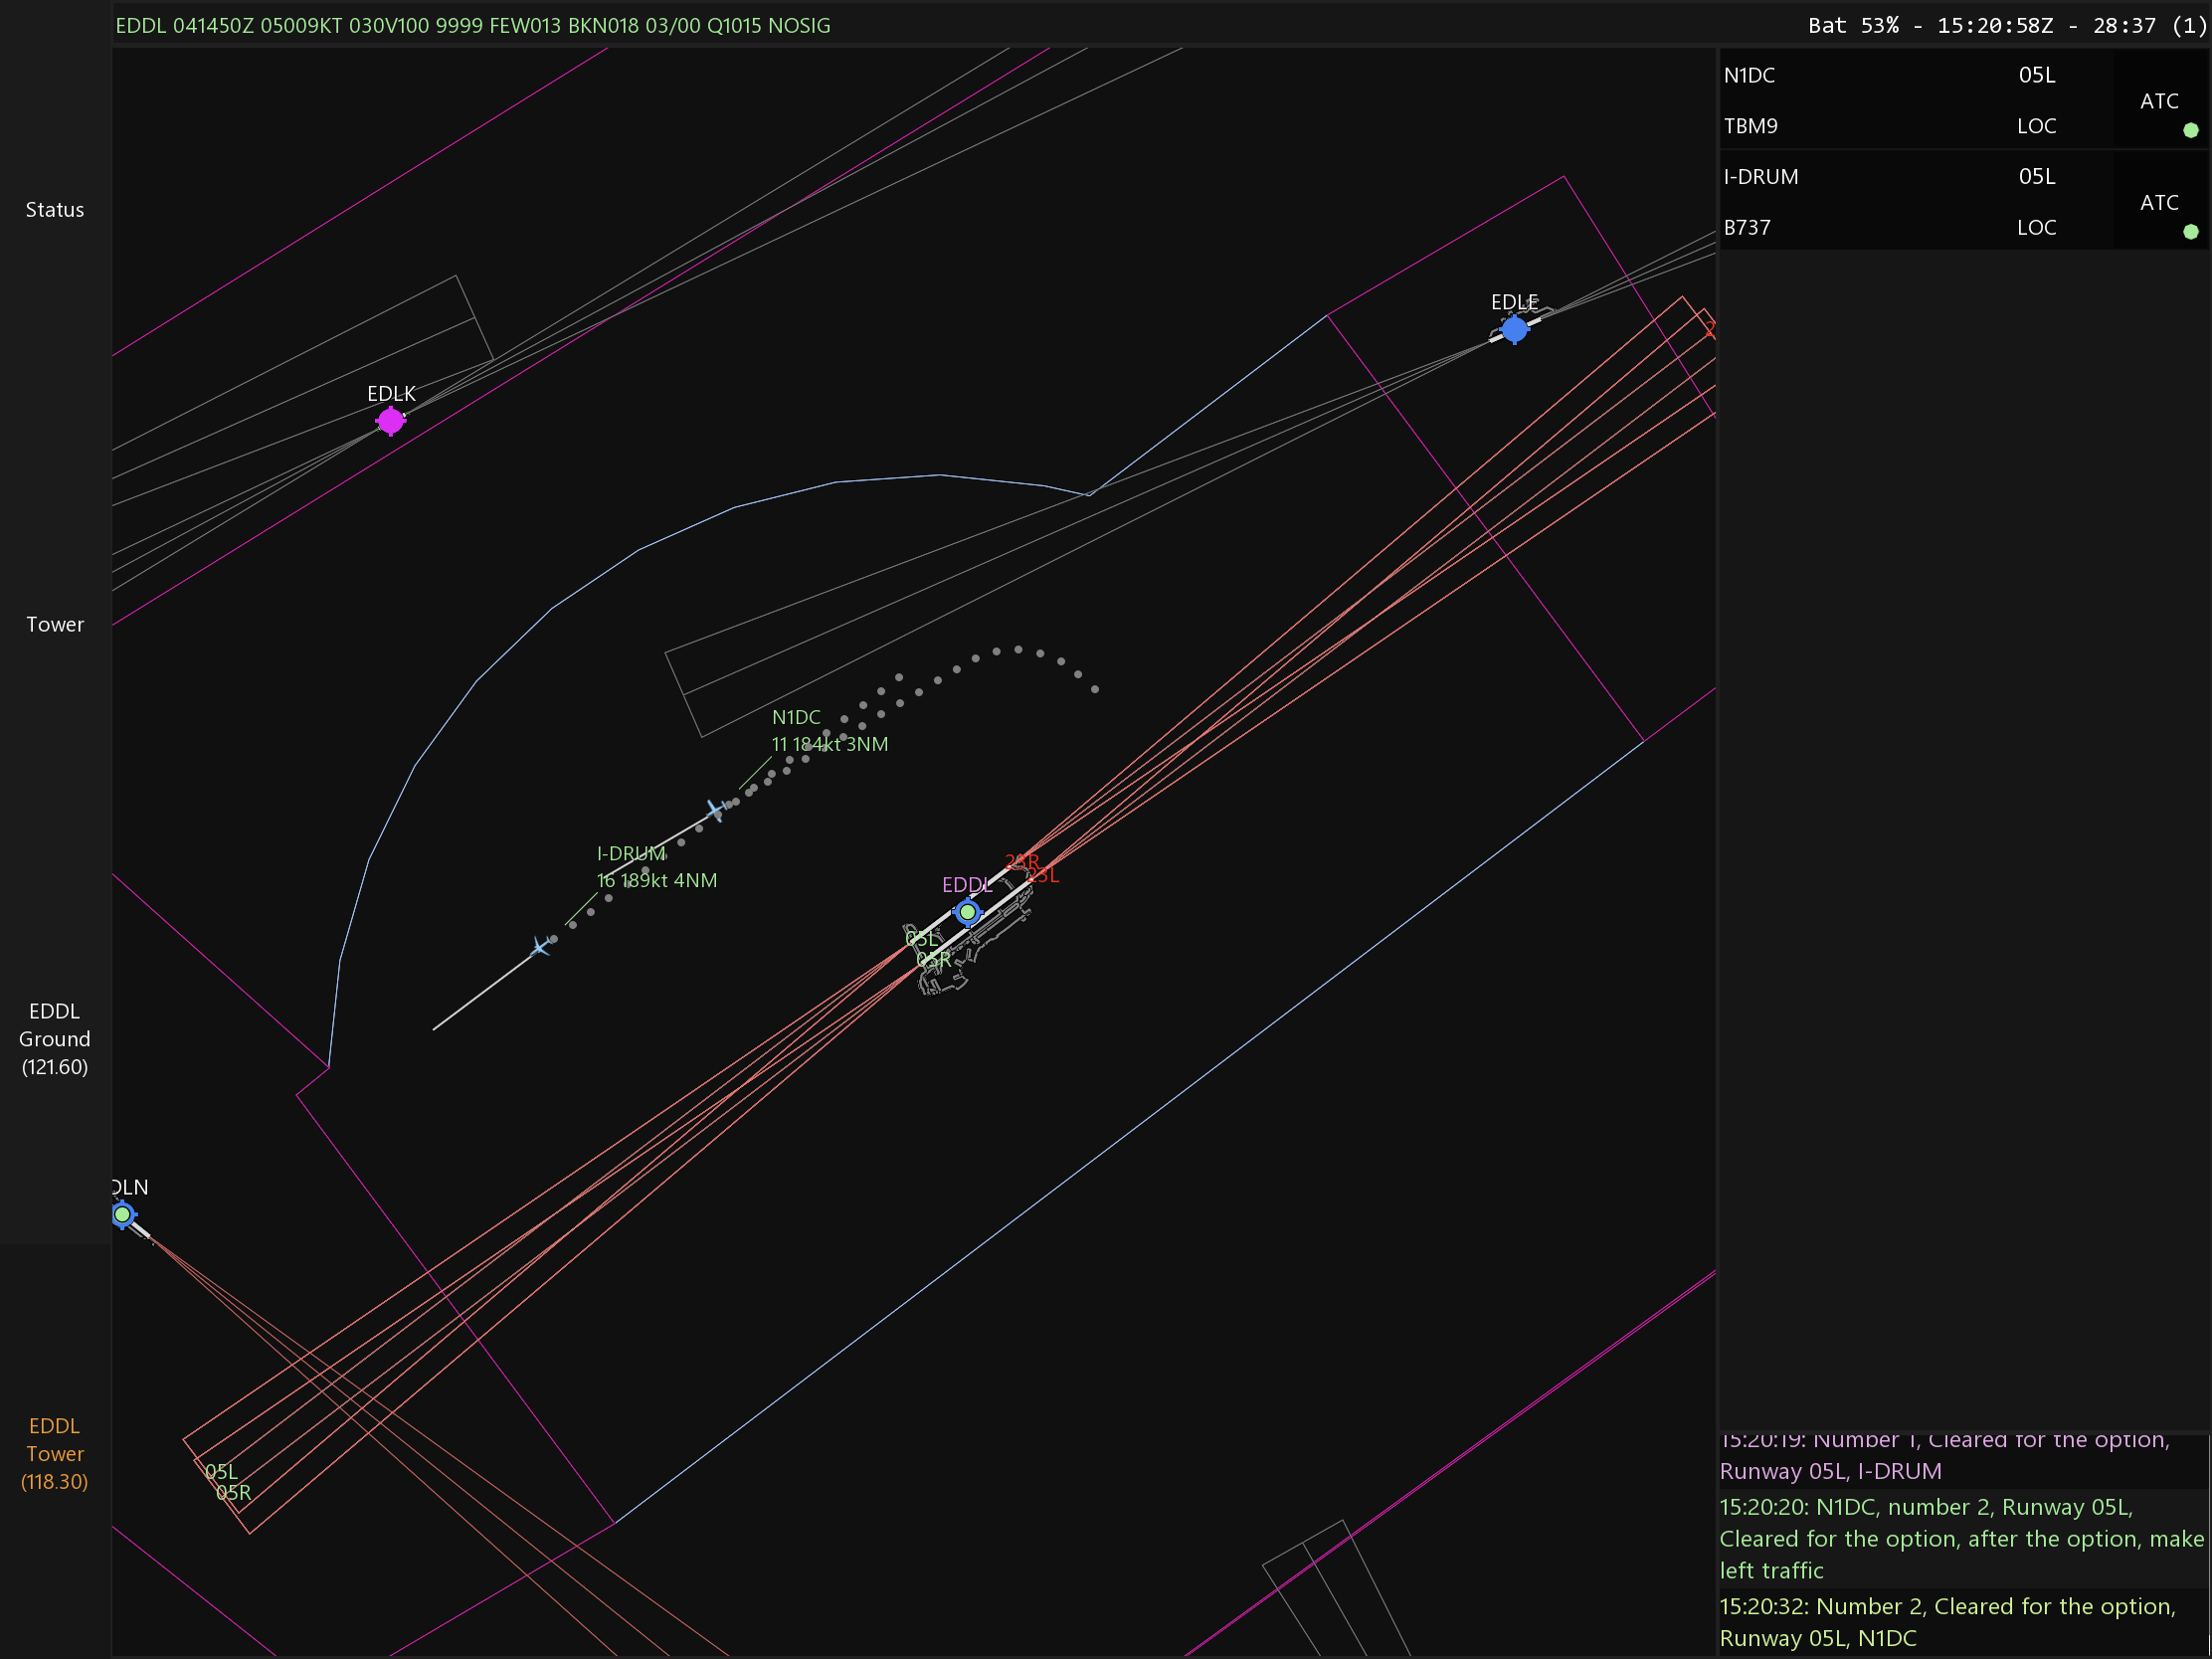 EDDL 041450Z 05009KT 030V100 9999 FEW013 BKN018 03/00 Q1015 NOSIG
Bat 53% - 15:20:58Z - 28:37 (1)
Status
Tower
EDDL
Ground
(121.60)
EDDL
Tower
(118.30)
EDLE
2
EDLK
N1DC
11 184kt 3NM
I-DRUM
16 189kt 4NM
23R
23L
EDDL
05L
05R
DLN
05L
05R
N1DC
05L
ATC
TBM9
LOC
I-DRUM
05L
ATC
B737
LOC
15:20:19: Number 1, Cleared for the option,
Runway 05L, I-DRUM
15:20:20: N1DC, number 2, Runway 05L,
Cleared for the option, after the option, make
left traffic
15:20:32: Number 2, Cleared for the option,
Runway 05L, N1DC